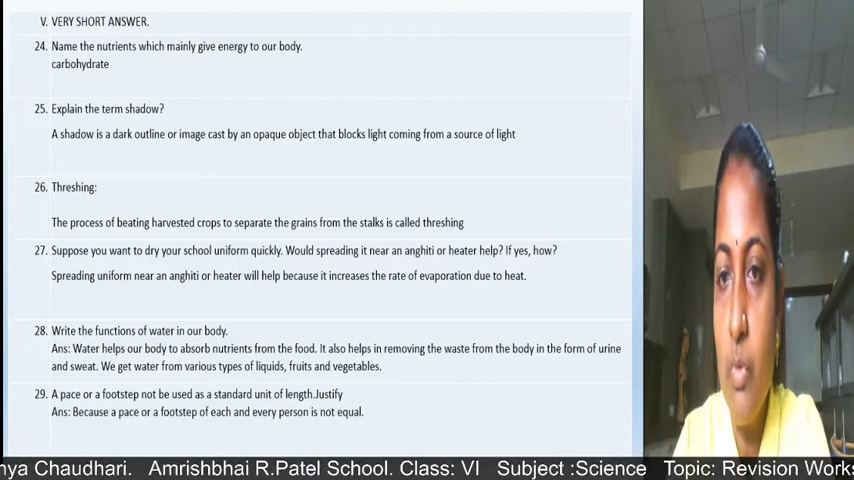 V. VERY SHORT ANSWER.
24. Name the nutrients which mainly give energy to our body.
carbohydrate
25. Explain the term shadow?
A shadow is a dark outline or image cast by an opaque object that blocks light coming from a source of light
26. Threshing:
The process of beating harvested crops to separate the grains from the stalks is called threshing
27. Suppose you want to dry your school uniform quickly. Would spreading it near an anghiti or heater help? If yes, how?
Spreading uniform near an anghiti or heater will help because it increases the rate of evaporation due to heat.
28. Write the functions of water in our body.
Ans: Water helps our body to absorb nutrients from the food. It also helps in removing the waste from the body in the form of urine
and sweat. We get water from various types of liquids, fruits and vegetables.
29. A pace or a footstep not be used as a standard unit of length.Justify
Ans: Because a pace or a footstep of each and every person is not equal.
nya Chaudhari. Amrishbhai R.Patel School. Class: VI Subject :Science Topic: Revision Works